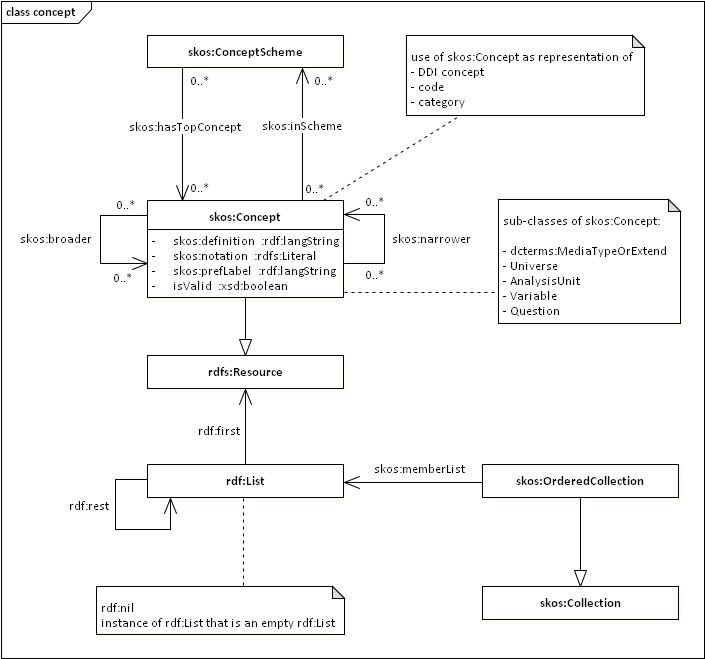 class concept
skos:ConceptScheme
use of skos:Concept as representation of
- DDI concept
- code
- category
0..*
0..*
skos:hasTopConcept
skos:inScheme
0..*
0..*
skos:Concept
- skos:definition :rdf:langString
- skos:notation :rdfs:Literal
- skos:prefLabel :rdf:langString
- isValid :xsd:boolean
0..*
skos:broader
0..*
0..*
skos:narrower
0..*
sub-classes of skos:Concept:
- dcterms:MediaTypeOrExtend
- Universe
- AnalysisUnit
- Variable
- Question
rdfs:Resource
rdf:first
rdf:List
skos:memberList
skos:OrderedCollection
rdf:rest
rdf:nil
instance of rdf:List that is an empty rdf:List
skos:Collection